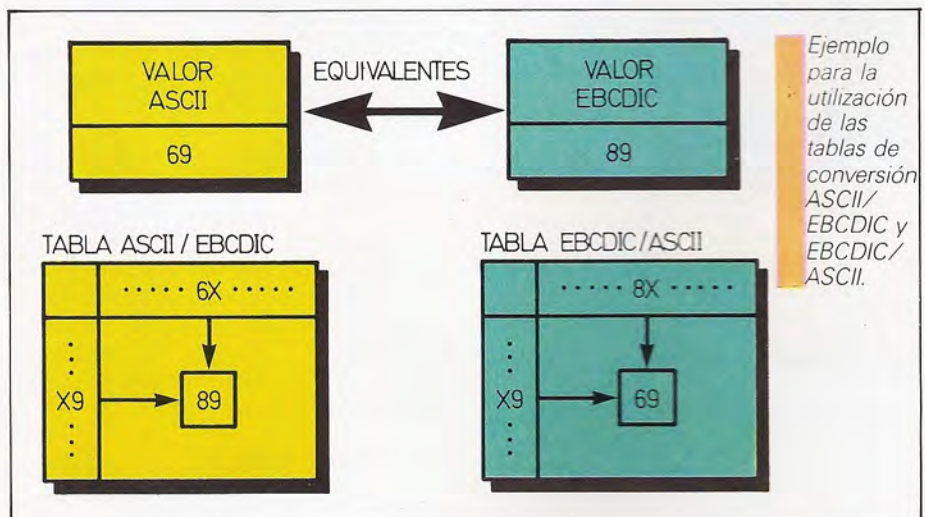 VALOR
ASCII
69
EQUIVALENTES
VALOR
EBCDIC
89
Ejemplo
para la
utilización
de las
tablas de
conversión
ASCII/
EBCDIC y
EBCDIC/
ASCII.
TABLA ASCII / EBCDIC
..... 6X .....
X9
89
TABLA EBCDIC/ASCII
..... 8X .....
X9
69